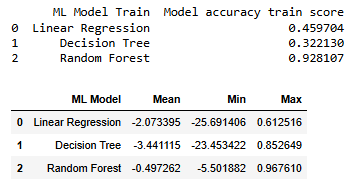 ML Model Train Model accuracy train score
0 Linear Regression 0.459704
1 Decision Tree 0.322130
2 Random Forest 0.928107
ML Model Mean Min Max
0 Linear Regression -2.073395 -25.691406 0.612516
1 Decision Tree -3.441115 -23.453422 0.852649
2 Random Forest -0.497262 -5.501882 0.967610